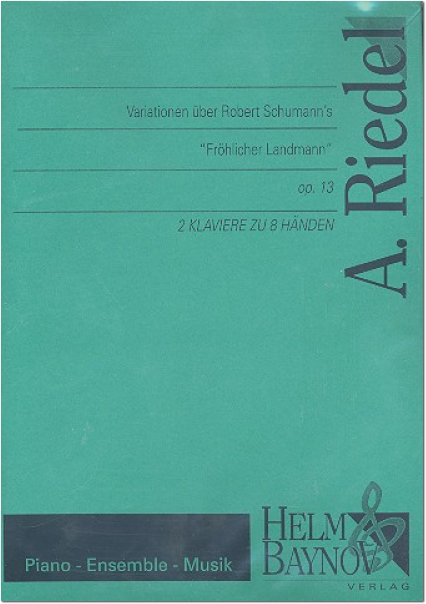 A. Riedel
Variationen über Robert Schumann's
"Fröhlicher Landmann"
op. 13
2 KLAVIERE ZU 8 HÄNDEN
Piano - Ensemble - Musik
HELM &
BAYNOV
VERLAG